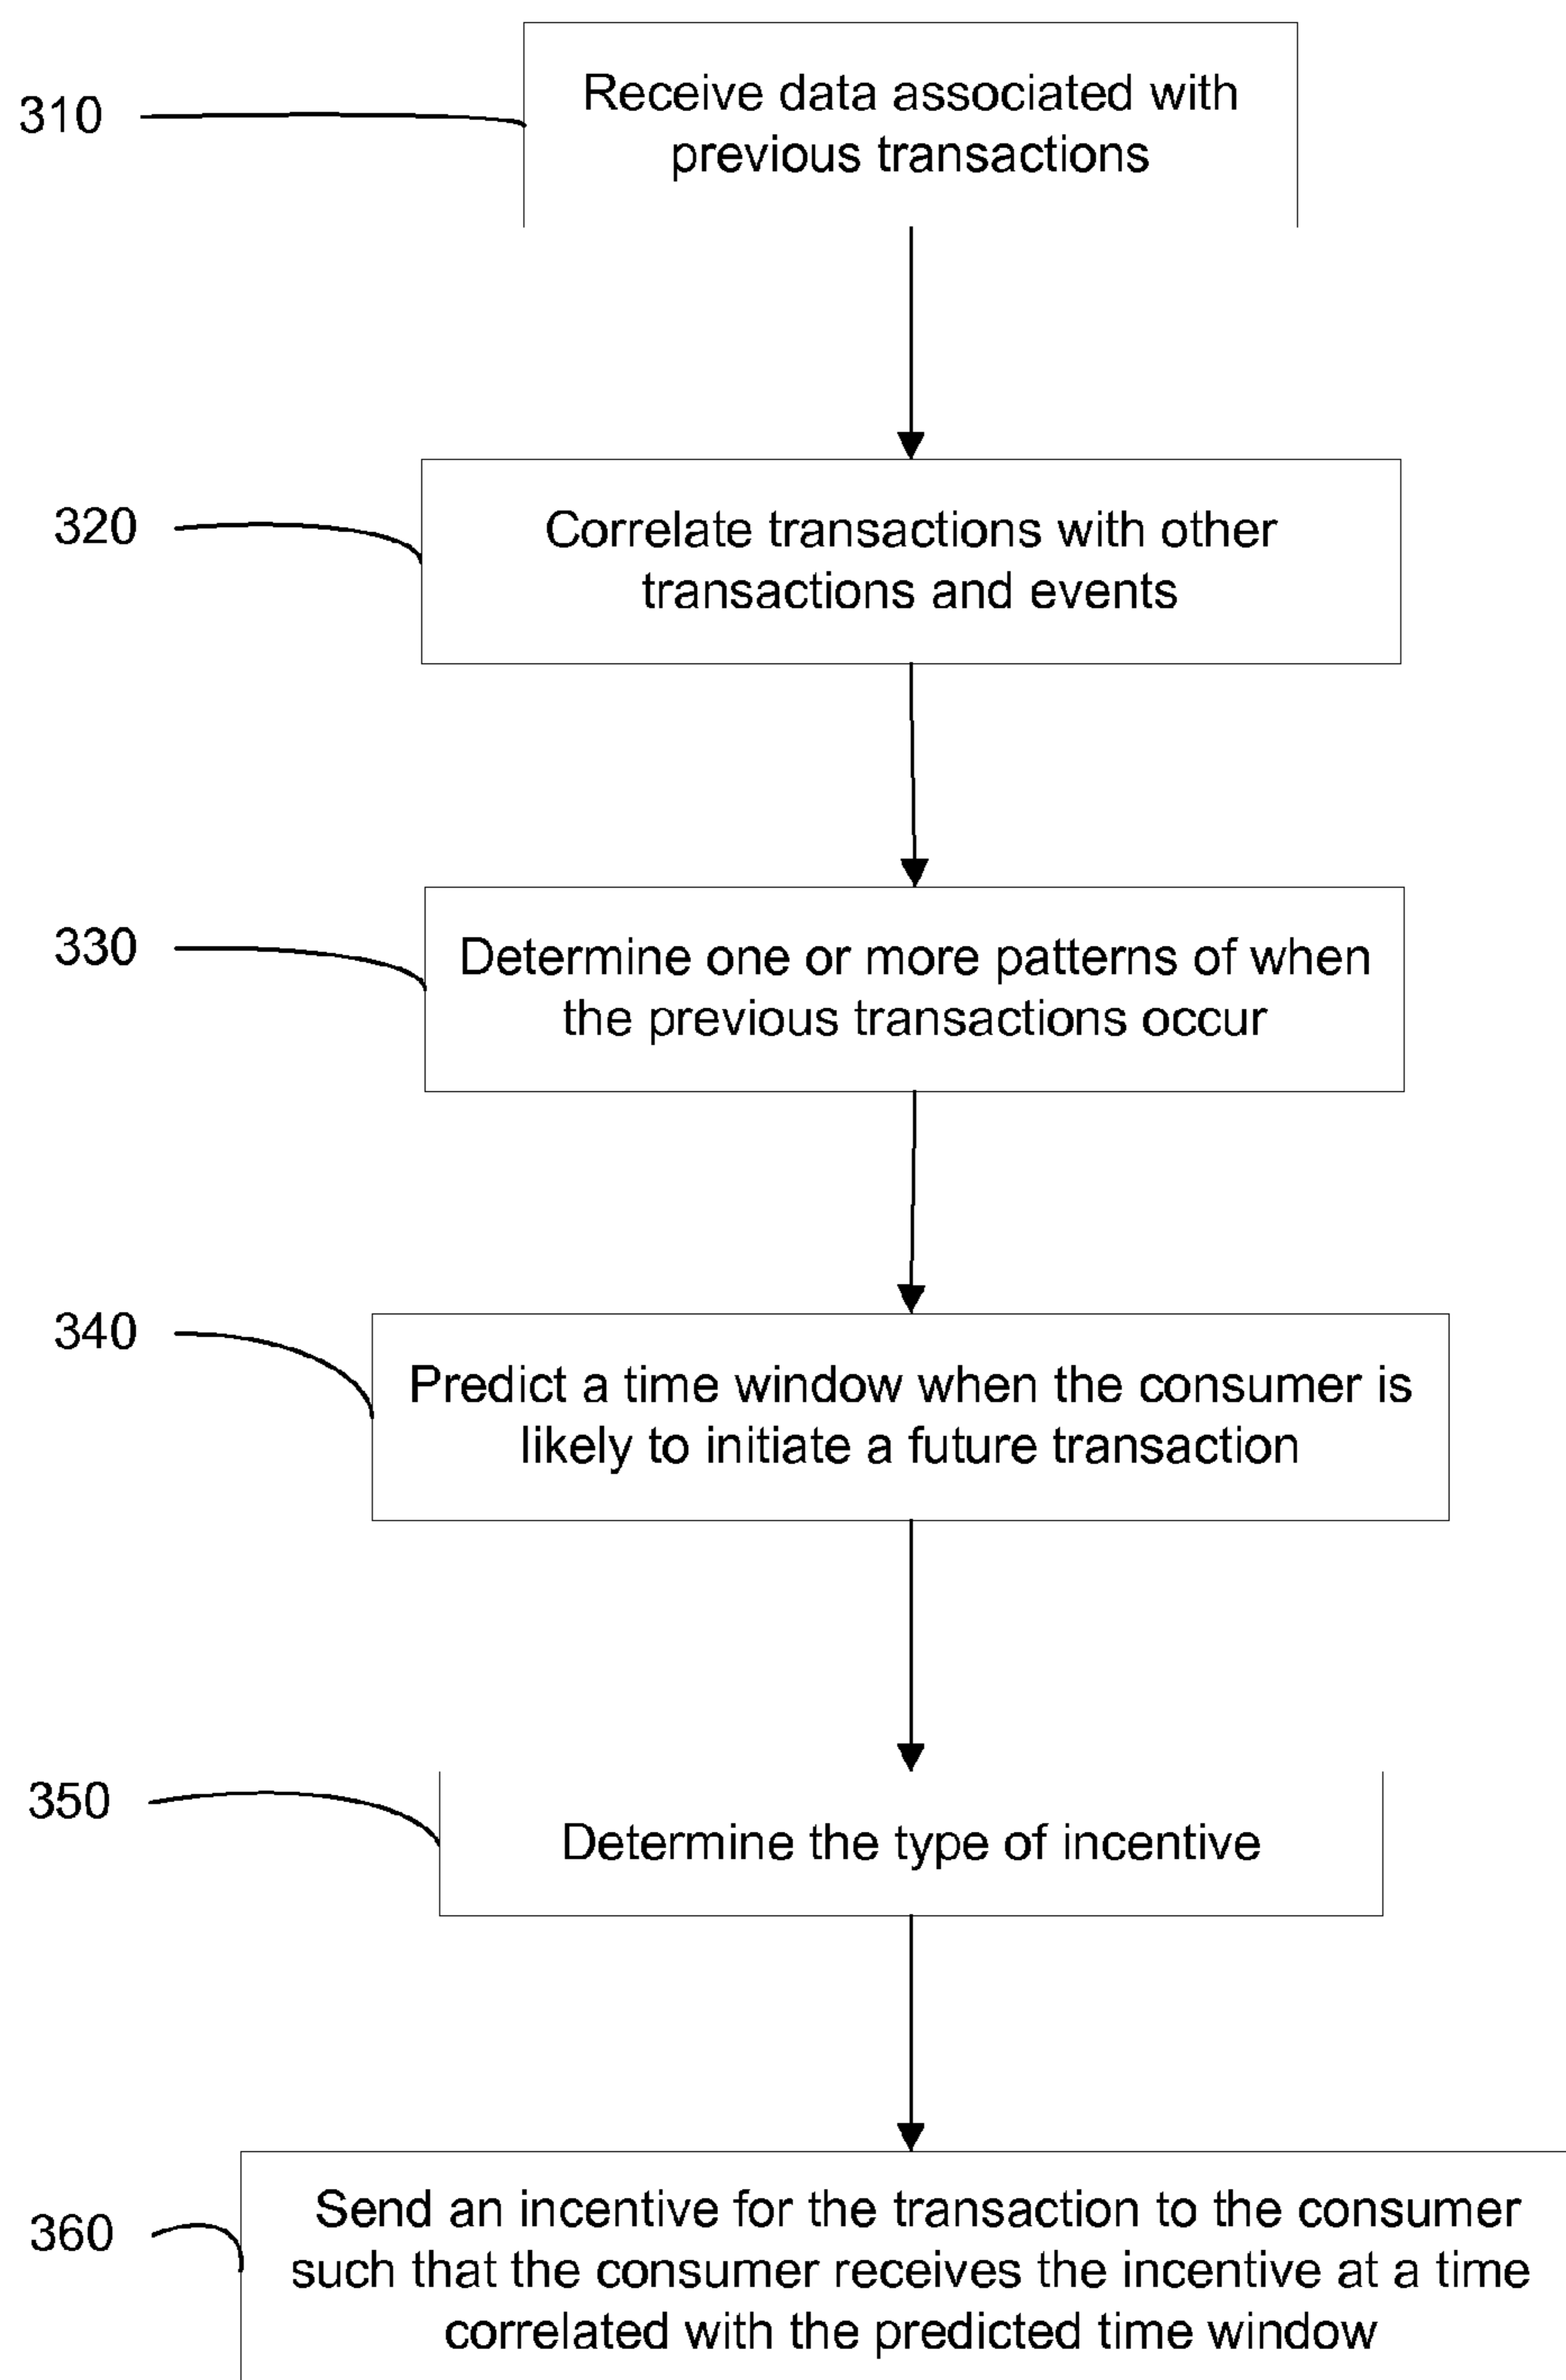 310
Receive data associated with
previous transactions
320
Correlate transactions with other
transactions and events
330
Determine one or more patterns of when
the previous transactions occur
340
Predict a time window when the consumer is
likely to initiate a future transaction
350
Determine the type of incentive
360
Send an incentive for the transaction to the consumer
such that the consumer receives the incentive at a time
correlated with the predicted time window